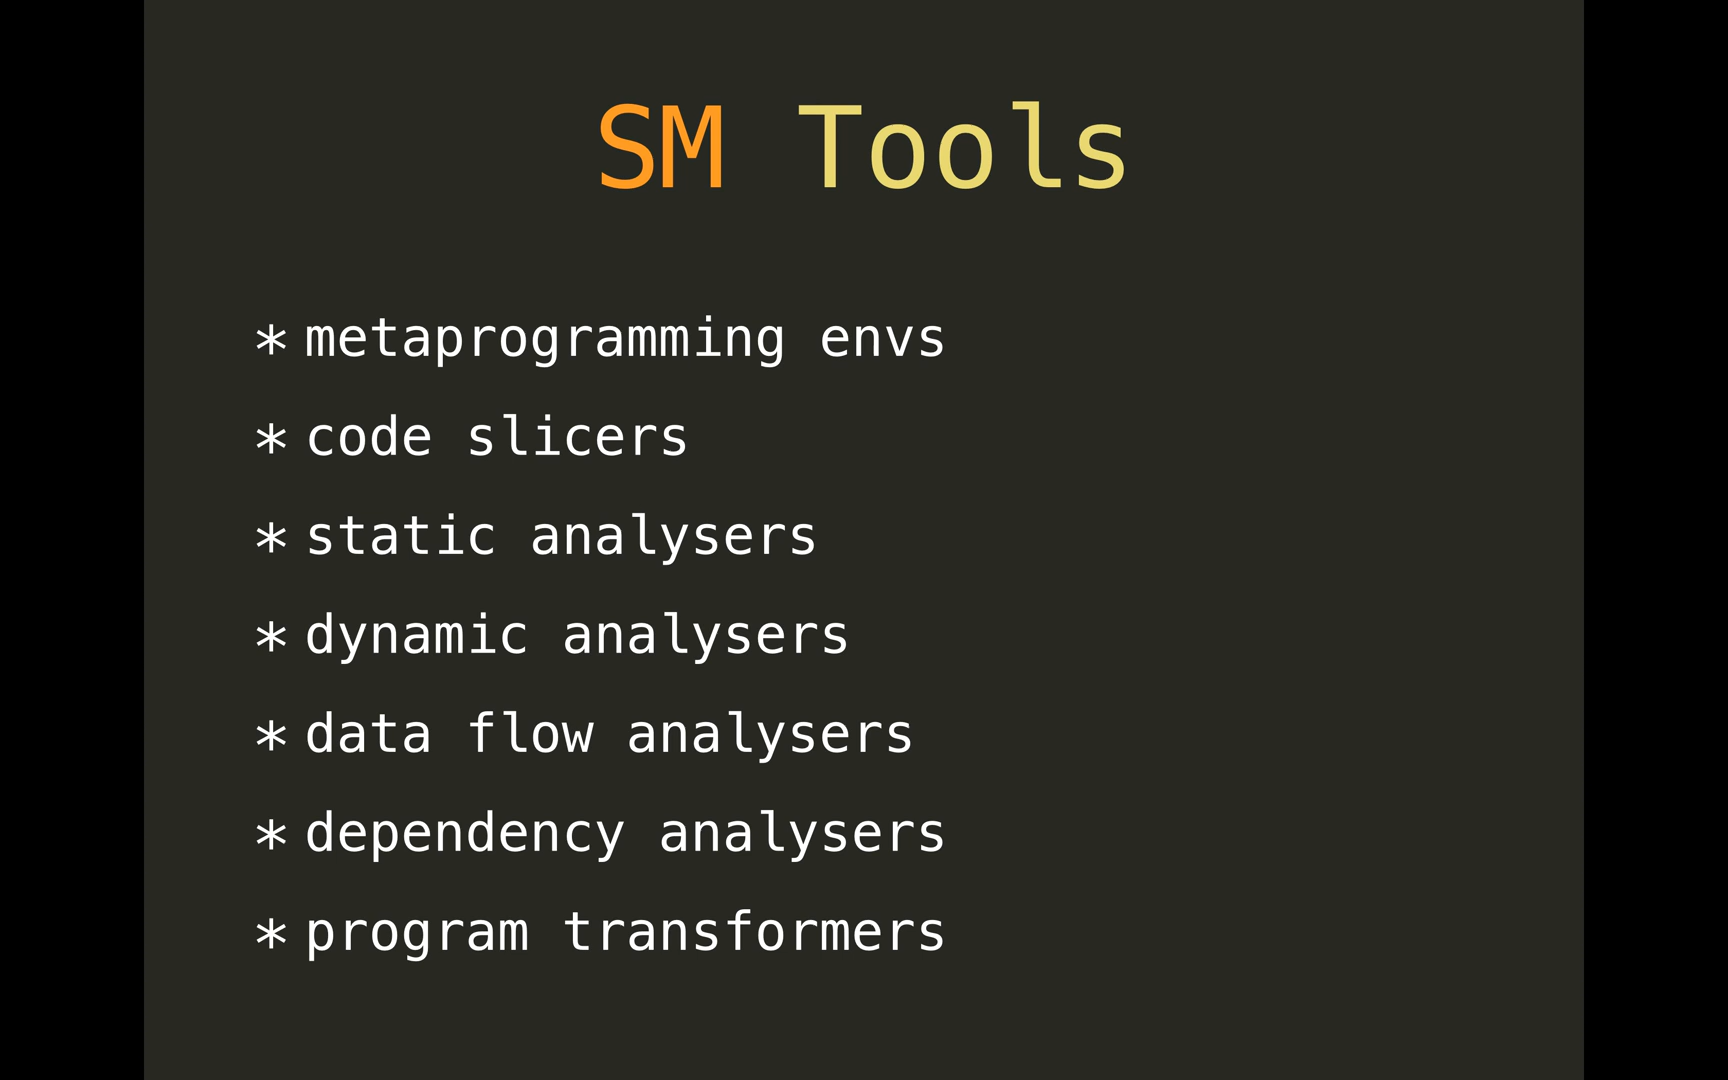 SM Tools
* metaprogramming envs
* code slicers
* static analysers
* dynamic analysers
* data flow analysers
* dependency analysers
* program transformers